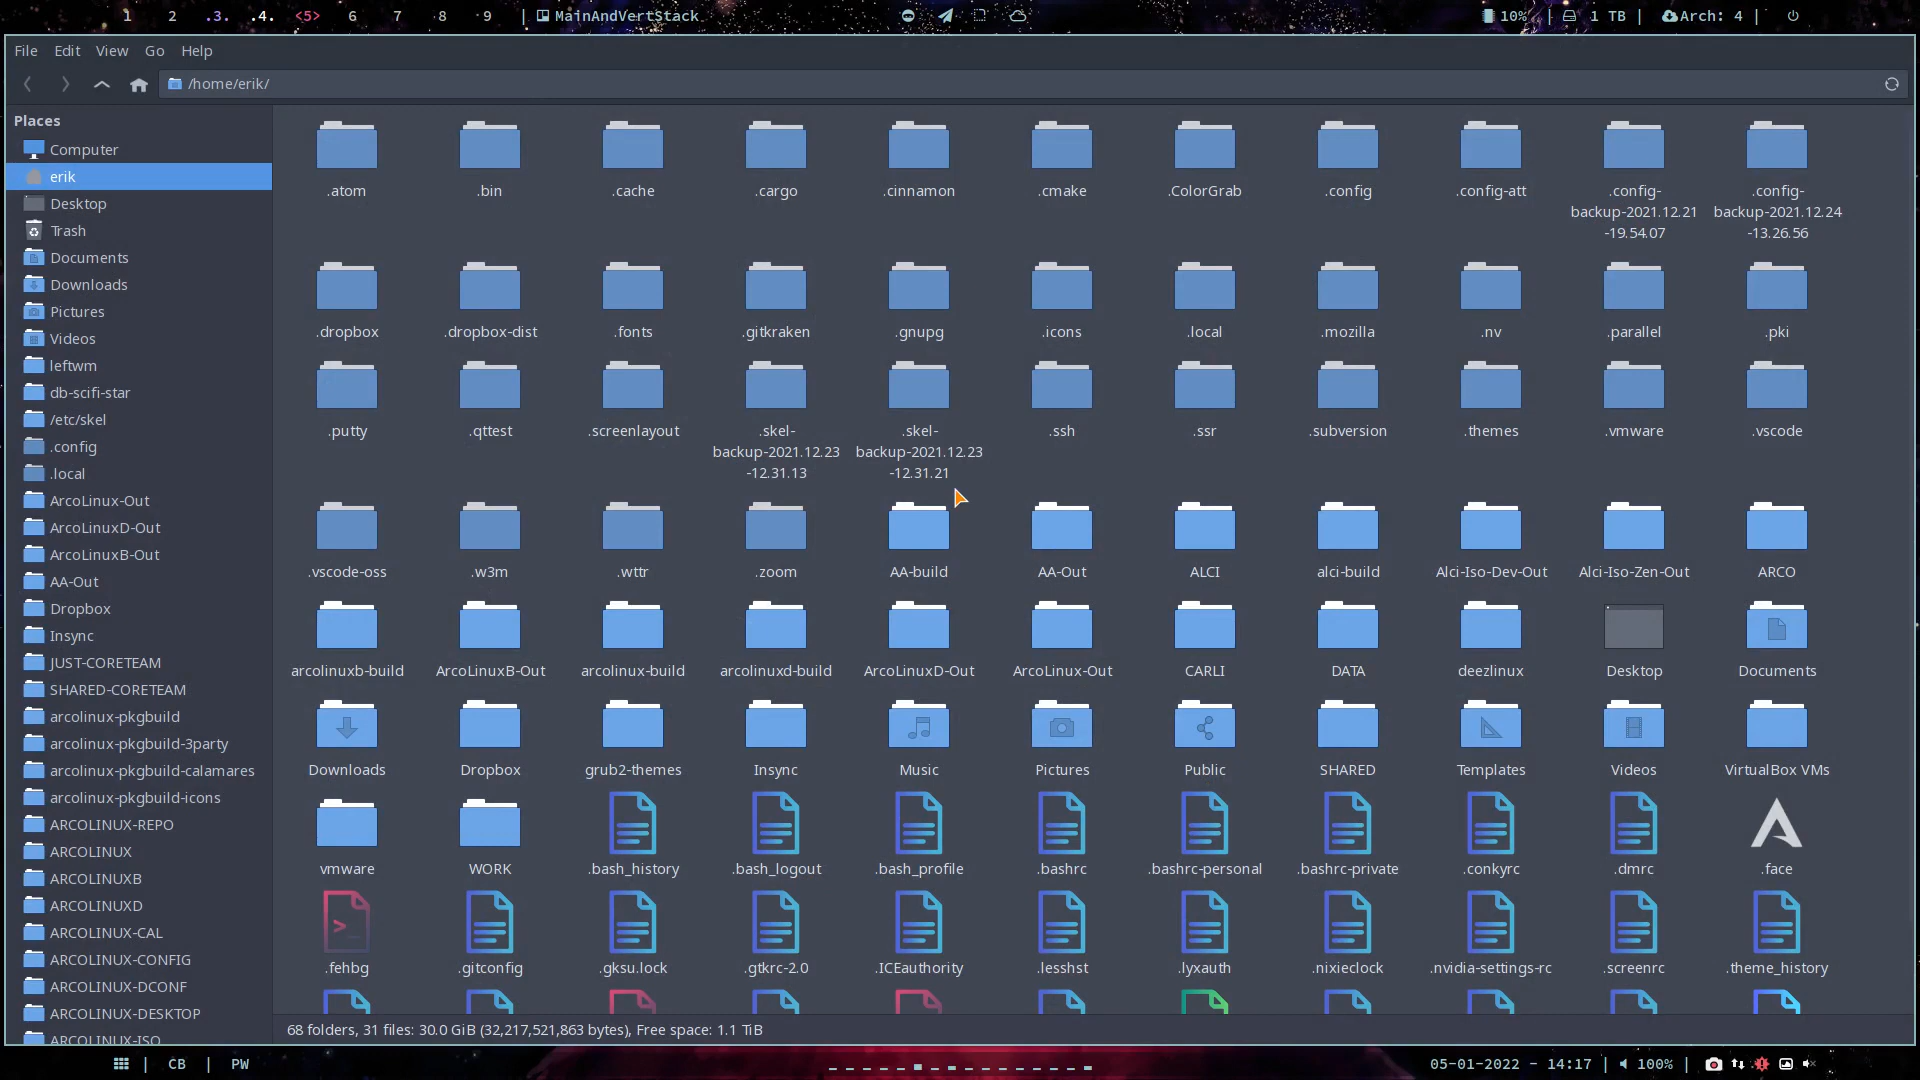 1 2 .3. .4. <5> 6 7 8 9 | MainAndVertStack
10% | 1 TB | Arch: 4 |
File Edit View Go Help
/home/erik/
Places
Computer
erik
Desktop
Trash
Documents
Downloads
Pictures
Videos
leftwm
db-scifi-star
/etc/skel
.config
.local
ArcoLinux-Out
ArcoLinuxD-Out
ArcoLinuxB-Out
AA-Out
Dropbox
Insync
JUST-CORETEAM
SHARED-CORETEAM
arcolinux-pkgbuild
arcolinux-pkgbuild-3party
arcolinux-pkgbuild-calamares
arcolinux-pkgbuild-icons
ARCOLINUX-REPO
ARCOLINUX
ARCOLINUXB
ARCOLINUXD
ARCOLINUX-CAL
ARCOLINUX-CONFIG
ARCOLINUX-DCONF
ARCOLINUX-DESKTOP
ARCOLINUX-ISO
.atom .bin .cache .cargo .cinnamon .cmake .ColorGrab .config .config-att .config- .config-
backup-2021.12.21 backup-2021.12.24
-19.54.07 -13.26.56
.dropbox .dropbox-dist .fonts .gitkraken .gnupg .icons .local .mozilla .nv .parallel .pki
.putty .qttest .screenlayout .skel- .skel- .ssh .ssr .subversion .themes .vmware .vscode
backup-2021.12.23 backup-2021.12.23
-12.31.13 -12.31.21
.vscode-oss .w3m .wttr .zoom AA-build AA-Out ALCI alci-build Alci-Iso-Dev-Out Alci-Iso-Zen-Out ARCO
arcolinuxb-build ArcoLinuxB-Out arcolinux-build arcolinuxd-build ArcoLinuxD-Out ArcoLinux-Out CARLI DATA deezlinux Desktop Documents
Downloads Dropbox grub2-themes Insync Music Pictures Public SHARED Templates Videos VirtualBox VMs
vmware WORK .bash_history .bash_logout .bash_profile .bashrc .bashrc-personal .bashrc-private .conkyrc .dmrc .face
.fehbg .gitconfig .gksu.lock .gtkrc-2.0 .ICEauthority .lesshst .lyxauth .nixieclock .nvidia-settings-rc .screenrc .theme_history
68 folders, 31 files: 30.0 GiB (32,217,521,863 bytes), Free space: 1.1 TiB
| CB | PW
05-01-2022 - 14:17 | 100% |